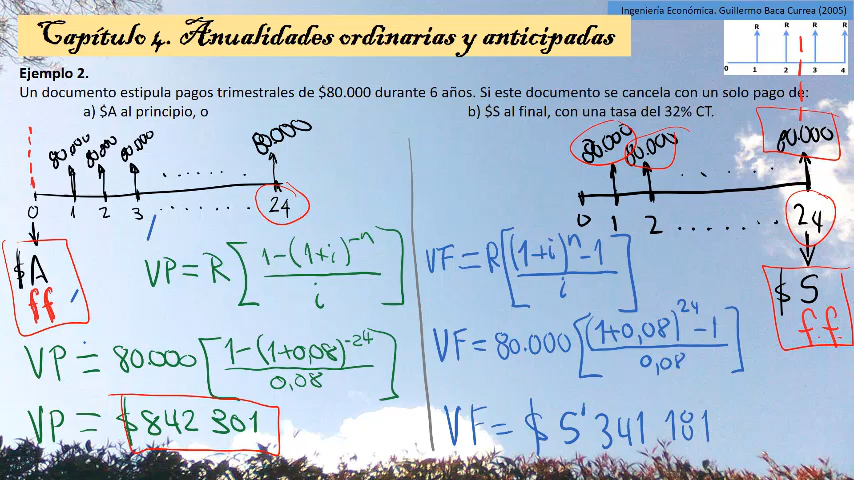 Ingeniería Económica. Guillermo Baca Currea (2005)
Capítulo 4. Anualidades ordinarias y anticipadas
R R R R
0 1 2 3 4
Ejemplo 2.
Un documento estipula pagos trimestrales de $80.000 durante 6 años. Si este documento se cancela con un solo pago de:
a) $A al principio, o
b) $S al final, con una tasa del 32% CT.
80.000 80.000 80.000 80.000
0 1 2 3 24
$A
ff
VP = R [ 1-(1+i)^-n / i ]
VP = 80.000 [ 1-(1+0,08)^-24 / 0,08 ]
VP = $842 301
80.000 80.000 80.000
0 1 2 24
$ S
f.f.
VF = R [ (1+i)^n -1 / i ]
VF = 80.000 [ (1+0,08)^24 -1 / 0,08 ]
VF = $ 5'341 181